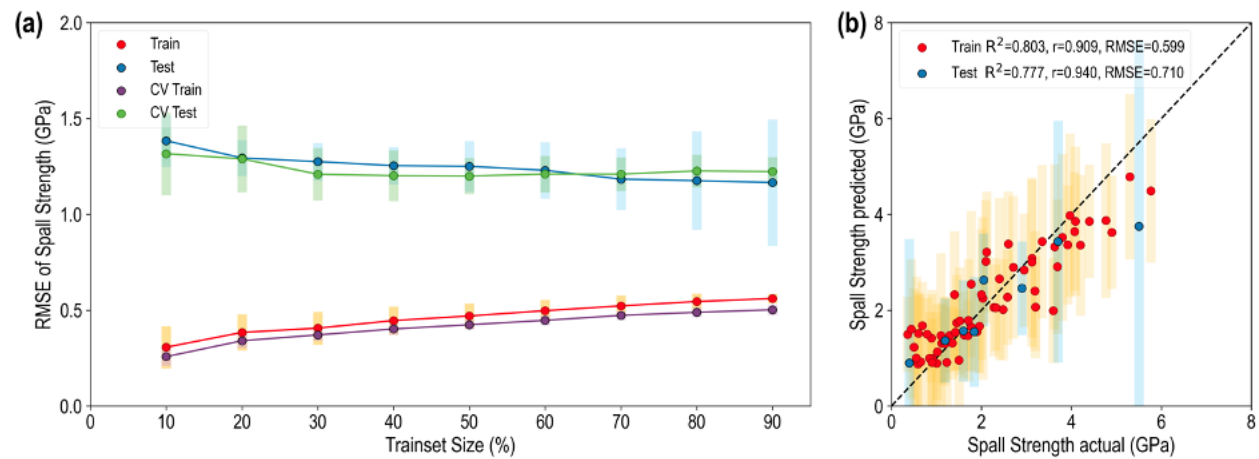 (a)
2.0
1.5
1.0
0.5
0.0
RMSE of Spall Strength (GPa)
Train
Test
CV Train
CV Test
0 10 20 30 40 50 60 70 80 90
Trainset Size (%)
(b)
8
6
4
2
0
Spall Strength predicted (GPa)
Train R²=0.803, r=0.909, RMSE=0.599
Test R²=0.777, r=0.940, RMSE=0.710
0 2 4 6 8
Spall Strength actual (GPa)